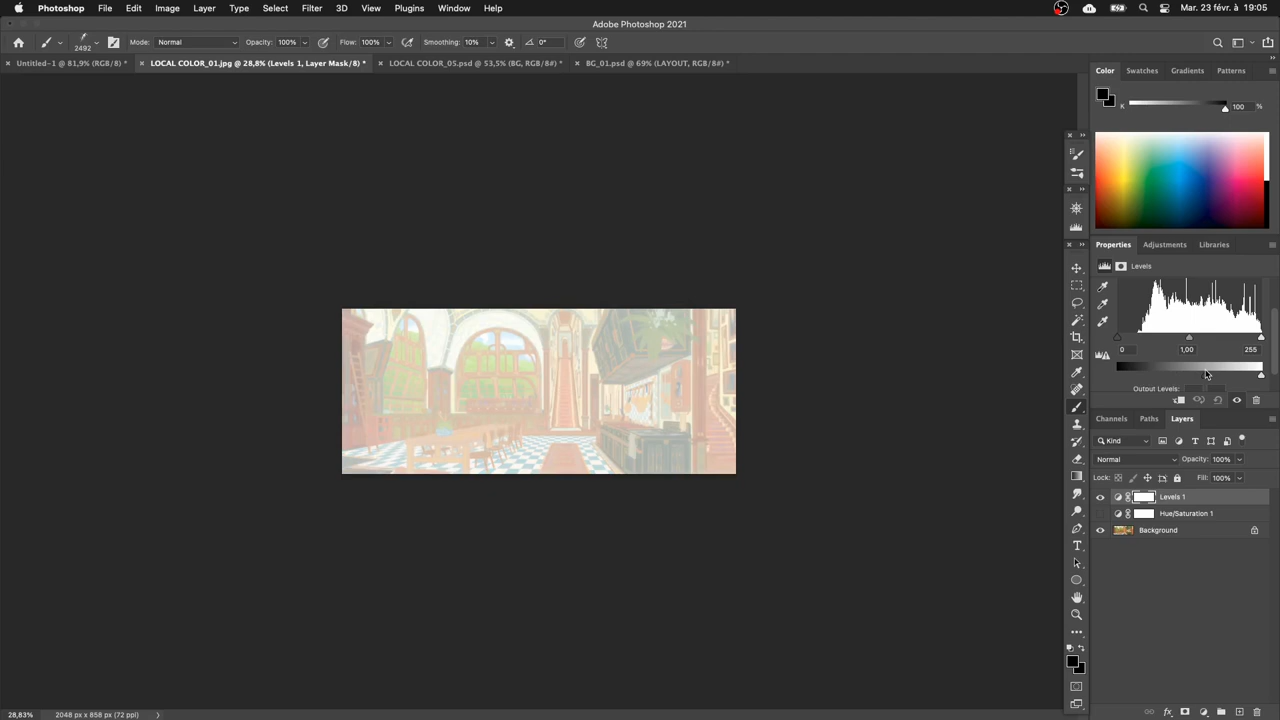 Photoshop File Edit Image Layer Type Select Filter 3D View Plugins Window Help Mar. 23 févr. à 19:05
Adobe Photoshop 2021
2492 Mode: Normal Opacity: 100% Flow: 100% Smoothing: 10% 0°
Untitled-1 @ 81,9% (RGB/8) * LOCAL COLOR_01.jpg @ 28,8% (Levels 1, Layer Mask/8) * LOCAL COLOR_05.psd @ 53,5% (BG, RGB/8#) * BG_01.psd @ 69% (LAYOUT, RGB/8#) *
Color Swatches Gradients Patterns
K 100 %
Properties Adjustments Libraries
Levels
0 1,00 255
Output Levels:
Channels Paths Layers
Kind
Normal Opacity: 100%
Lock: Fill: 100%
Levels 1
Hue/Saturation 1
Background
T
28,83% 2048 px x 858 px (72 ppi)